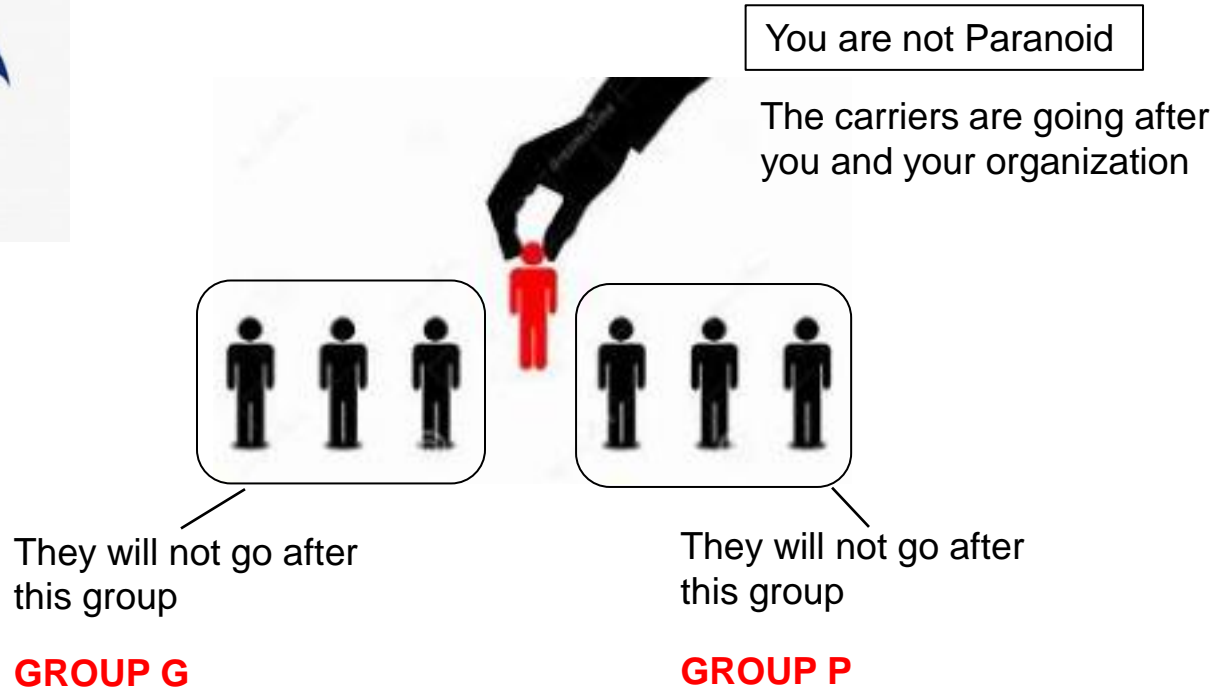 You are not Paranoid
The carriers are going after
you and your organization
They will not go after
this group
GROUP G
They will not go after
this group
GROUP P